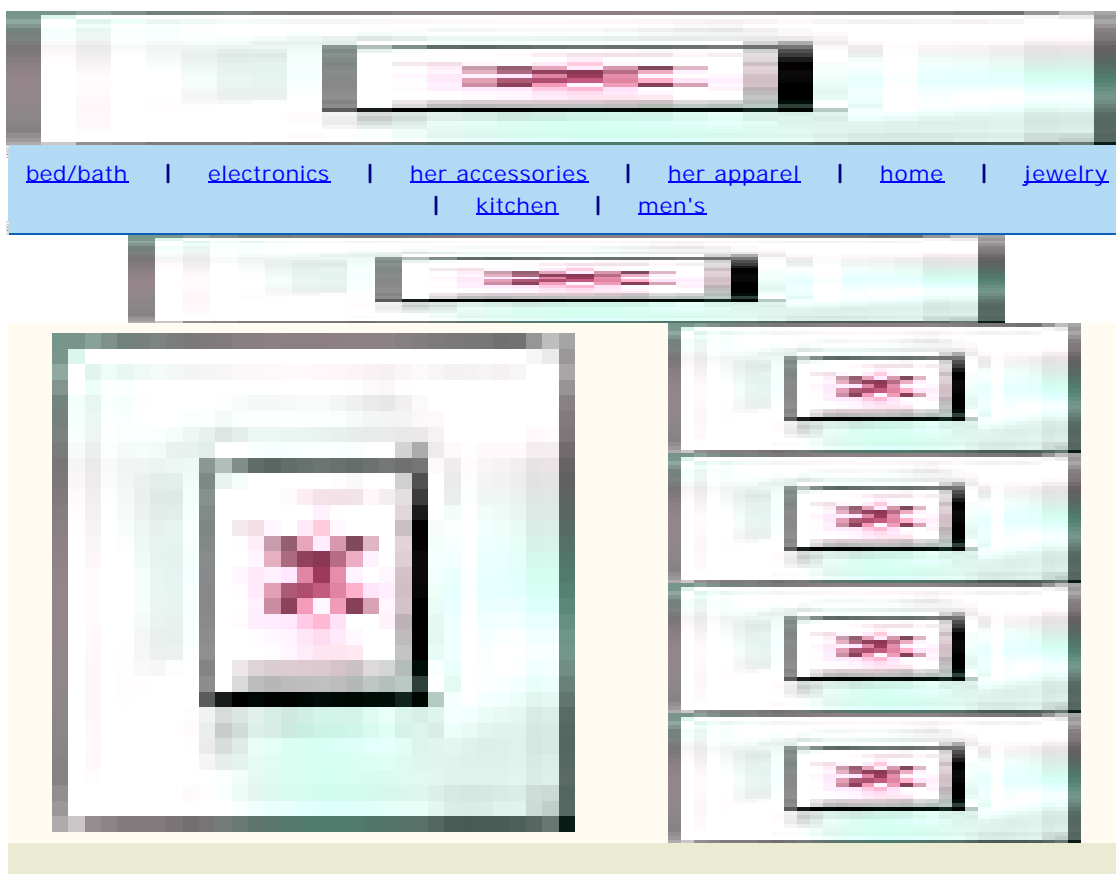 bed/bath | electronics | her accessories | her apparel | home | jewelry
| kitchen | men's